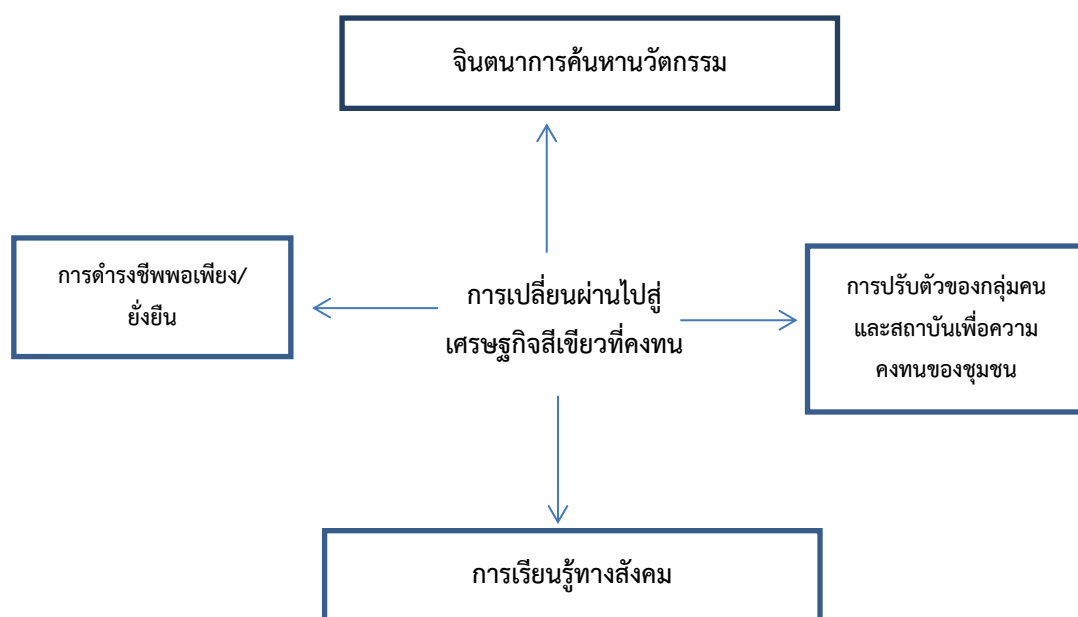 จินตนาการค้นหานวัตกรรม
การดำรงชีพพอเพียง/
ยั่งยืน
การเปลี่ยนผ่านไปสู่
เศรษฐกิจสีเขียวที่คงทน
การปรับตัวของกลุ่มคน
และสถาบันเพื่อความ
คงทนของชุมชน
การเรียนรู้ทางสังคม